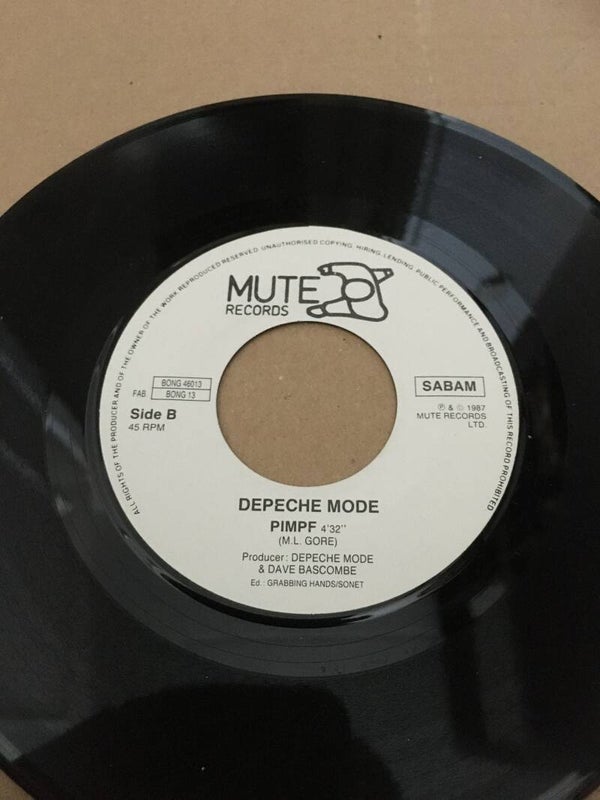 ALL RIGHTS OF THE PRODUCER AND OF THE OWNER OF THE WORK REPRODUCED RESERVED. UNAUTHORISED COPYING, HIRING, LENDING, PUBLIC PERFORMANCE AND BROADCASTING OF THIS RECORD PROHIBITED
MUTE
RECORDS
FAB
BONG 46013
BONG 13
Side B
45 RPM
SABAM
℗ & © 1987
MUTE RECORDS
LTD.
DEPECHE MODE
PIMPF 4'32''
(M.L. GORE)
Producer: DEPECHE MODE
& DAVE BASCOMBE
Ed.: GRABBING HANDS/SONET